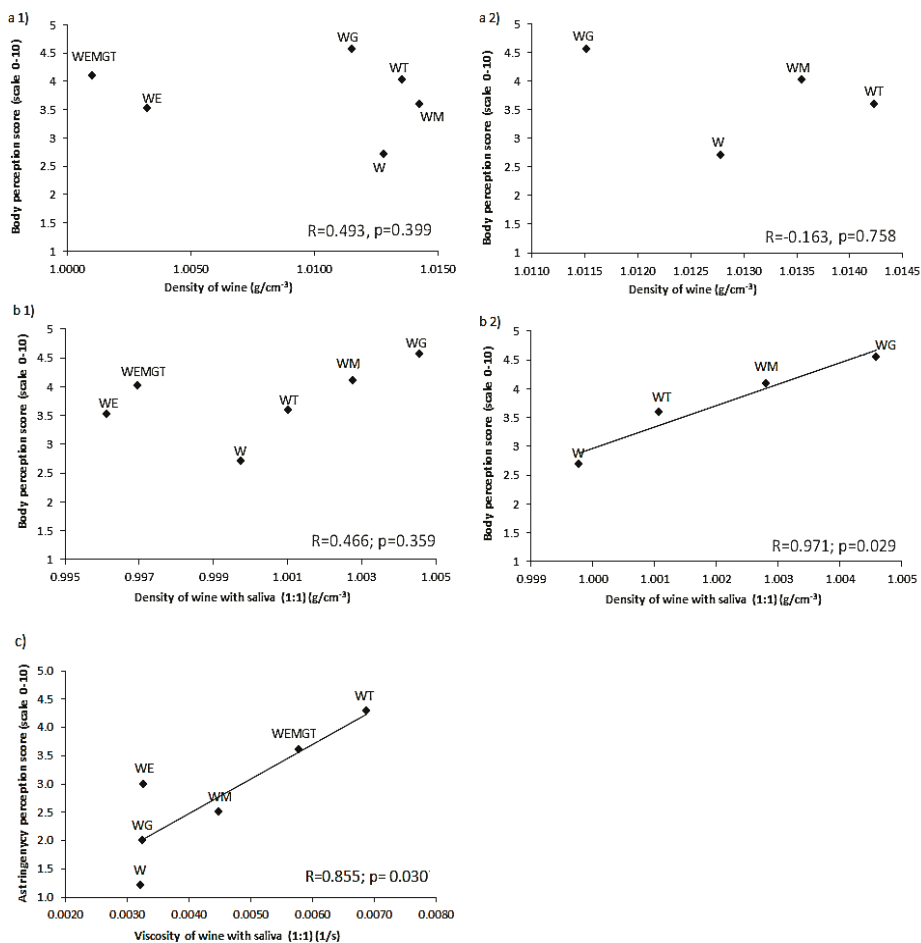 a 1)
Body perception score (scale 0-10)
5
4.5
4
3.5
3
2.5
2
1.5
1
WEMGT
WE
WG
WT
WM
W
R=0.493, p=0.399
1.0000 1.0050 1.0100 1.0150
Density of wine (g/cm⁻³)
a 2)
Body perception score (scale 0-10)
5
4.5
4
3.5
3
2.5
2
1.5
1
WG
WM
WT
W
R=-0.163, p=0.758
1.0110 1.0115 1.0120 1.0125 1.0130 1.0135 1.0140 1.0145
Density of wine (g/cm⁻³)
b 1)
Body perception score (scale 0-10)
5
4.5
4
3.5
3
2.5
2
1.5
1
WG
WM
WEMGT
WE
WT
W
R=0.466; p=0.359
0.995 0.997 0.999 1.001 1.003 1.005
Density of wine with saliva (1:1) (g/cm⁻³)
b 2)
Body perception score (scale 0-10)
5
4.5
4
3.5
3
2.5
2
1.5
1
WG
WM
WT
W
R=0.971; p=0.029
0.999 1.000 1.001 1.002 1.003 1.004 1.005
Density of wine with saliva (1:1) (g/cm⁻³)
c)
Astringenycy perception score (scale 0-10)
5.0
4.5
4.0
3.5
3.0
2.5
2.0
1.5
1.0
WT
WEMGT
WE
WM
WG
W
R=0.855; p= 0.030
0.0020 0.0030 0.0040 0.0050 0.0060 0.0070 0.0080
Viscosity of wine with saliva (1:1) (1/s)